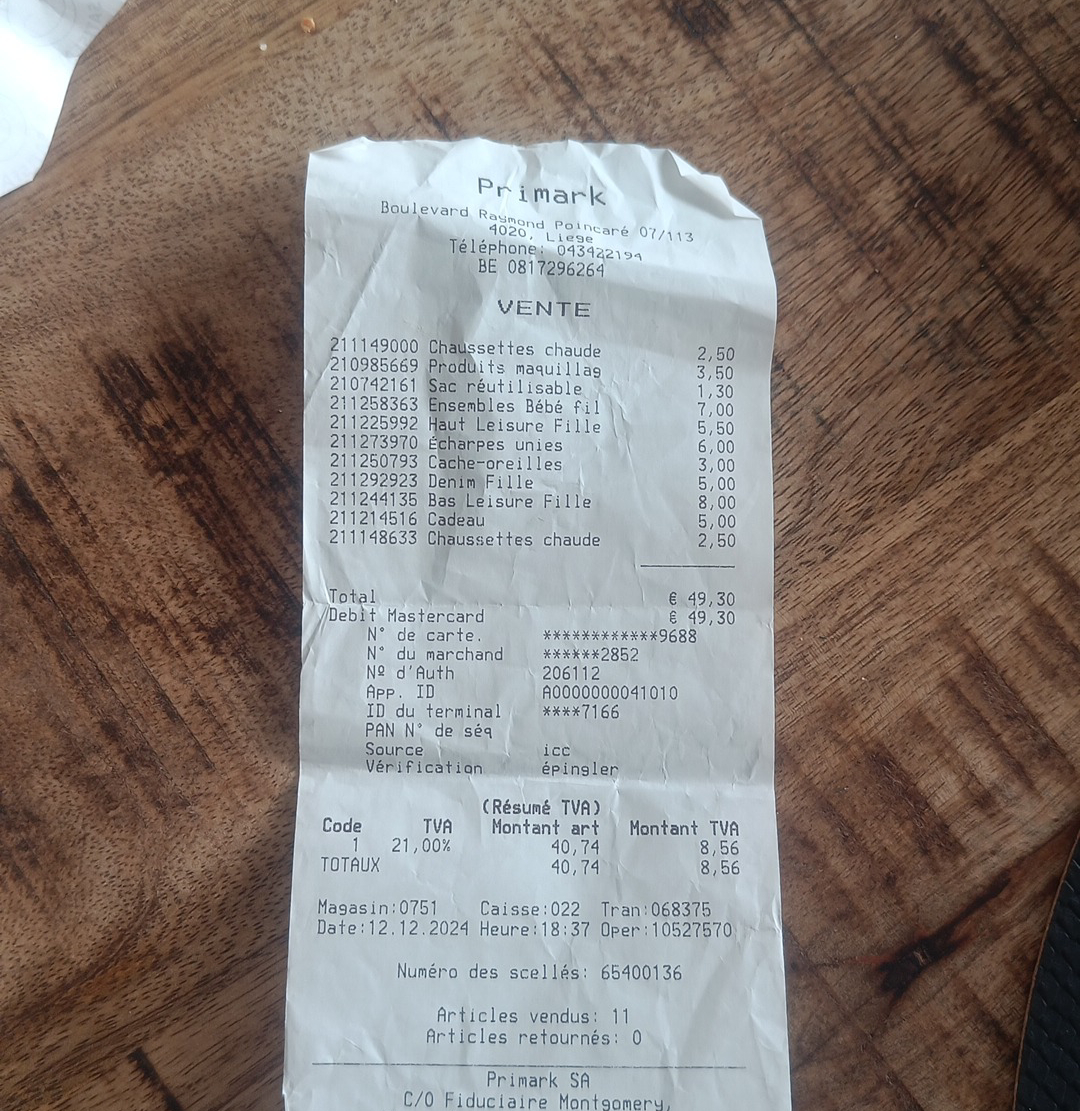 Primark
Boulevard Raymond Poincaré 07/113
4020, Liege
Téléphone: 043422194
BE 0817296264
VENTE
211149000 Chaussettes chaude 2,50
210985669 Produits maquillag 3,50
210742161 Sac réutilisable 1,30
211258363 Ensembles Bébé fil 7,00
211225992 Haut Leisure Fille 5,50
211273970 Écharpes unies 6,00
211250793 Cache-oreilles 3,00
211292923 Denim Fille 5,00
211244135 Bas Leisure Fille 8,00
211214516 Cadeau 5,00
211148633 Chaussettes chaude 2,50
Total € 49,30
Debit Mastercard € 49,30
N° de carte. ************9688
N° du marchand ******2852
Nº d'Auth 206112
App. ID A0000000041010
ID du terminal ****7166
PAN N° de séq
Source icc
Vérification épingler
(Résumé TVA)
Code TVA Montant art Montant TVA
1 21,00% 40,74 8,56
TOTAUX 40,74 8,56
Magasin:0751 Caisse:022 Tran:068375
Date:12.12.2024 Heure:18:37 Oper:10527570
Numéro des scellés: 65400136
Articles vendus: 11
Articles retournés: 0
Primark SA
C/O Fiduciaire Montgomery,